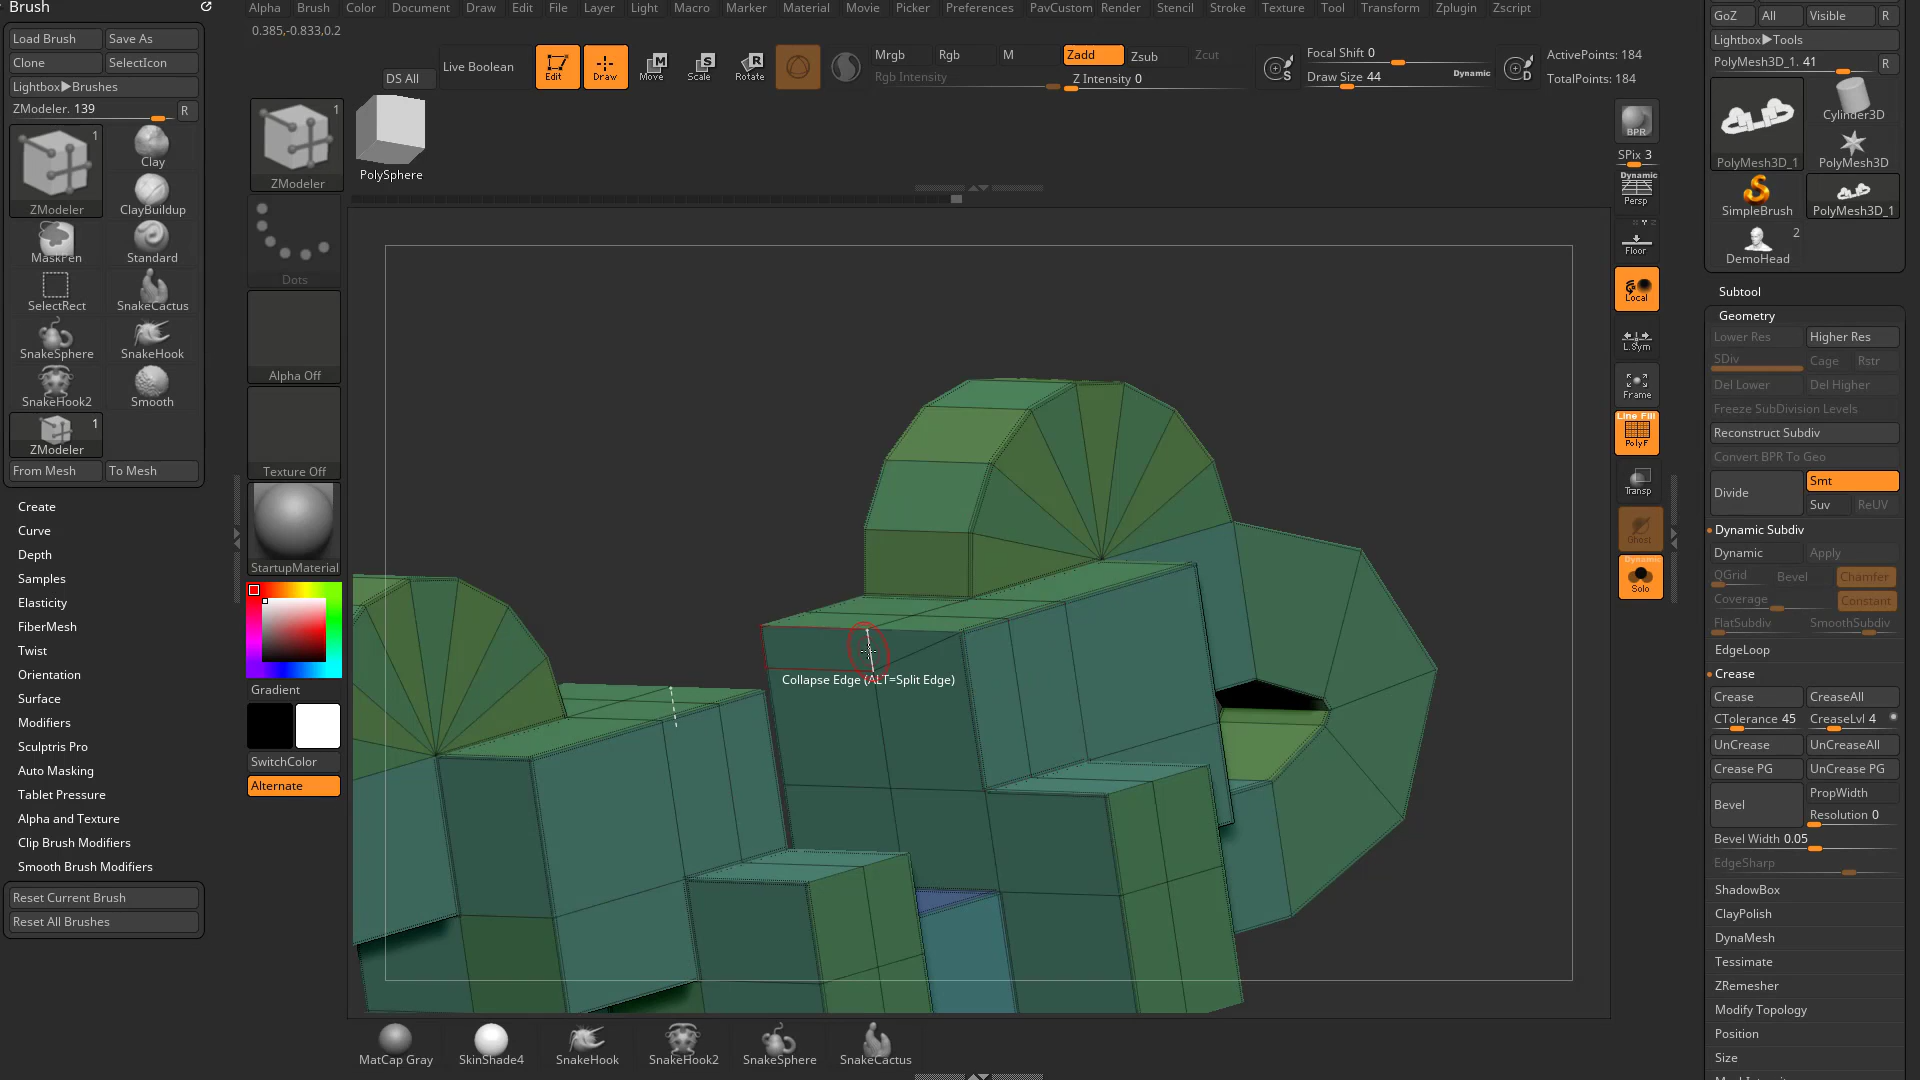 Brush
Alpha Brush Color Document Draw Edit File Layer Light Macro Marker Material Movie Picker Preferences PavCustom Render Stencil Stroke Texture Tool Transform Zplugin Zscript
0.385,-0.833,0.2
Load Brush Save As
Clone SelectIcon
Lightbox▶Brushes
ZModeler. 139 R
1
ZModeler
Clay
ClayBuildup
MaskPen Standard
SelectRect SnakeCactus
SnakeSphere SnakeHook
SnakeHook2 Smooth
1
ZModeler
From Mesh To Mesh
Create
Curve
Depth
Samples
Elasticity
FiberMesh
Twist
Orientation
Surface
Modifiers
Sculptris Pro
Auto Masking
Tablet Pressure
Alpha and Texture
Clip Brush Modifiers
Smooth Brush Modifiers
Reset Current Brush
Reset All Brushes
DS All Live Boolean Edit Draw Move Scale Rotate
Mrgb Rgb M Zadd Zsub Zcut
Rgb Intensity Z Intensity 0
Focal Shift 0
Draw Size 44 Dynamic
ActivePoints: 184
TotalPoints: 184
1
ZModeler
PolySphere
Dots
Alpha Off
Texture Off
StartupMaterial
Gradient
SwitchColor
Alternate
Collapse Edge (ALT=Split Edge)
MatCap Gray SkinShade4 SnakeHook SnakeHook2 SnakeSphere SnakeCactus
BPR
SPix 3
Dynamic
Persp
Floor
Local
L.Sym
Frame
Line Fill
PolyF
Transp
Ghost
Dynamic
Solo
GoZ All Visible R
Lightbox▶Tools
PolyMesh3D_1. 41 R
PolyMesh3D_1
Cylinder3D
PolyMesh3D
SimpleBrush PolyMesh3D_1
2
DemoHead
Subtool
Geometry
Lower Res Higher Res
SDiv Cage Rstr
Del Lower Del Higher
Freeze SubDivision Levels
Reconstruct Subdiv
Convert BPR To Geo
Divide Smt
Suv ReUV
Dynamic Subdiv
Dynamic Apply
QGrid Bevel Chamfer
Coverage Constant
FlatSubdiv SmoothSubdiv
EdgeLoop
Crease
Crease CreaseAll
CTolerance 45 CreaseLvl 4
UnCrease UnCreaseAll
Crease PG UnCrease PG
Bevel PropWidth
Resolution 0
Bevel Width 0.05
EdgeSharp
ShadowBox
ClayPolish
DynaMesh
Tessimate
ZRemesher
Modify Topology
Position
Size